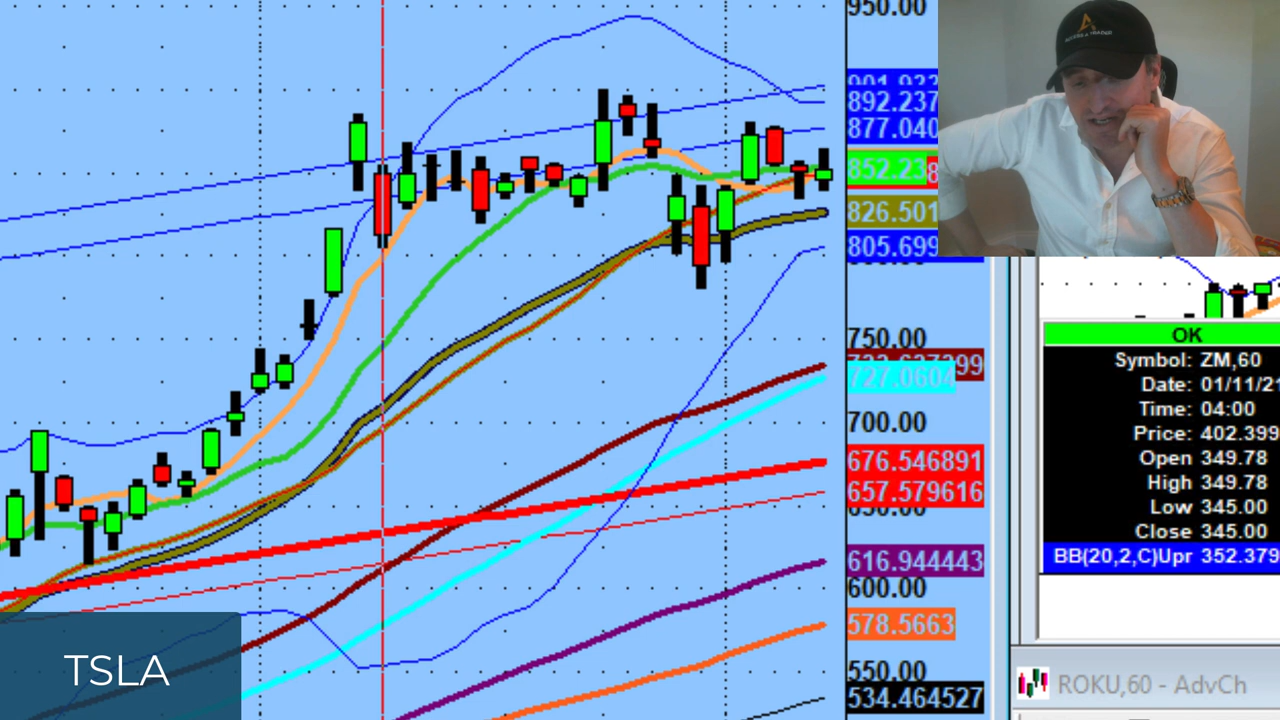 950.00
892.237
877.040
852.23
826.501
805.699
750.00
727.0604
700.00
676.546891
657.579616
616.944443
600.00
578.5663
550.00
534.464527
OK
Symbol: ZM,60
Date: 01/11/21
Time: 04:00
Price: 402.399
Open 349.78
High 349.78
Low 345.00
Close 345.00
BB(20,2,C)Upr 352.379
ROKU,60 - AdvCh
TSLA